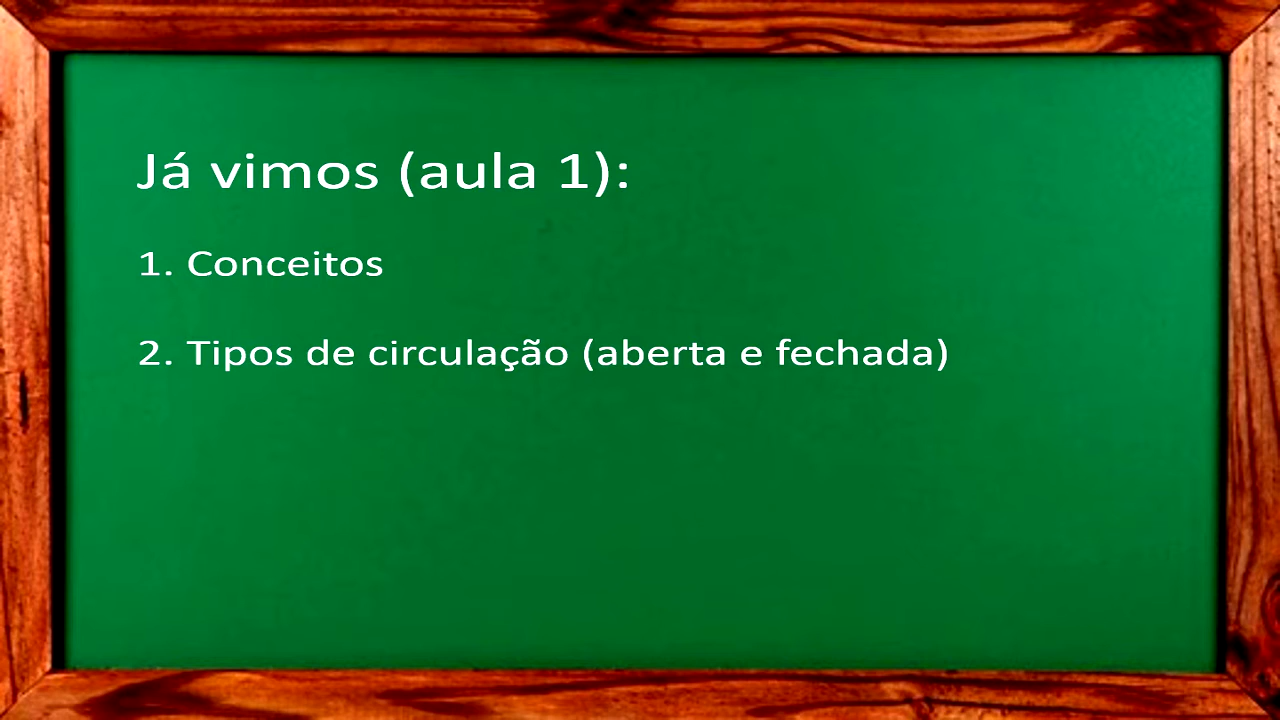 Já vimos (aula 1):
1. Conceitos
2. Tipos de circulação (aberta e fechada)